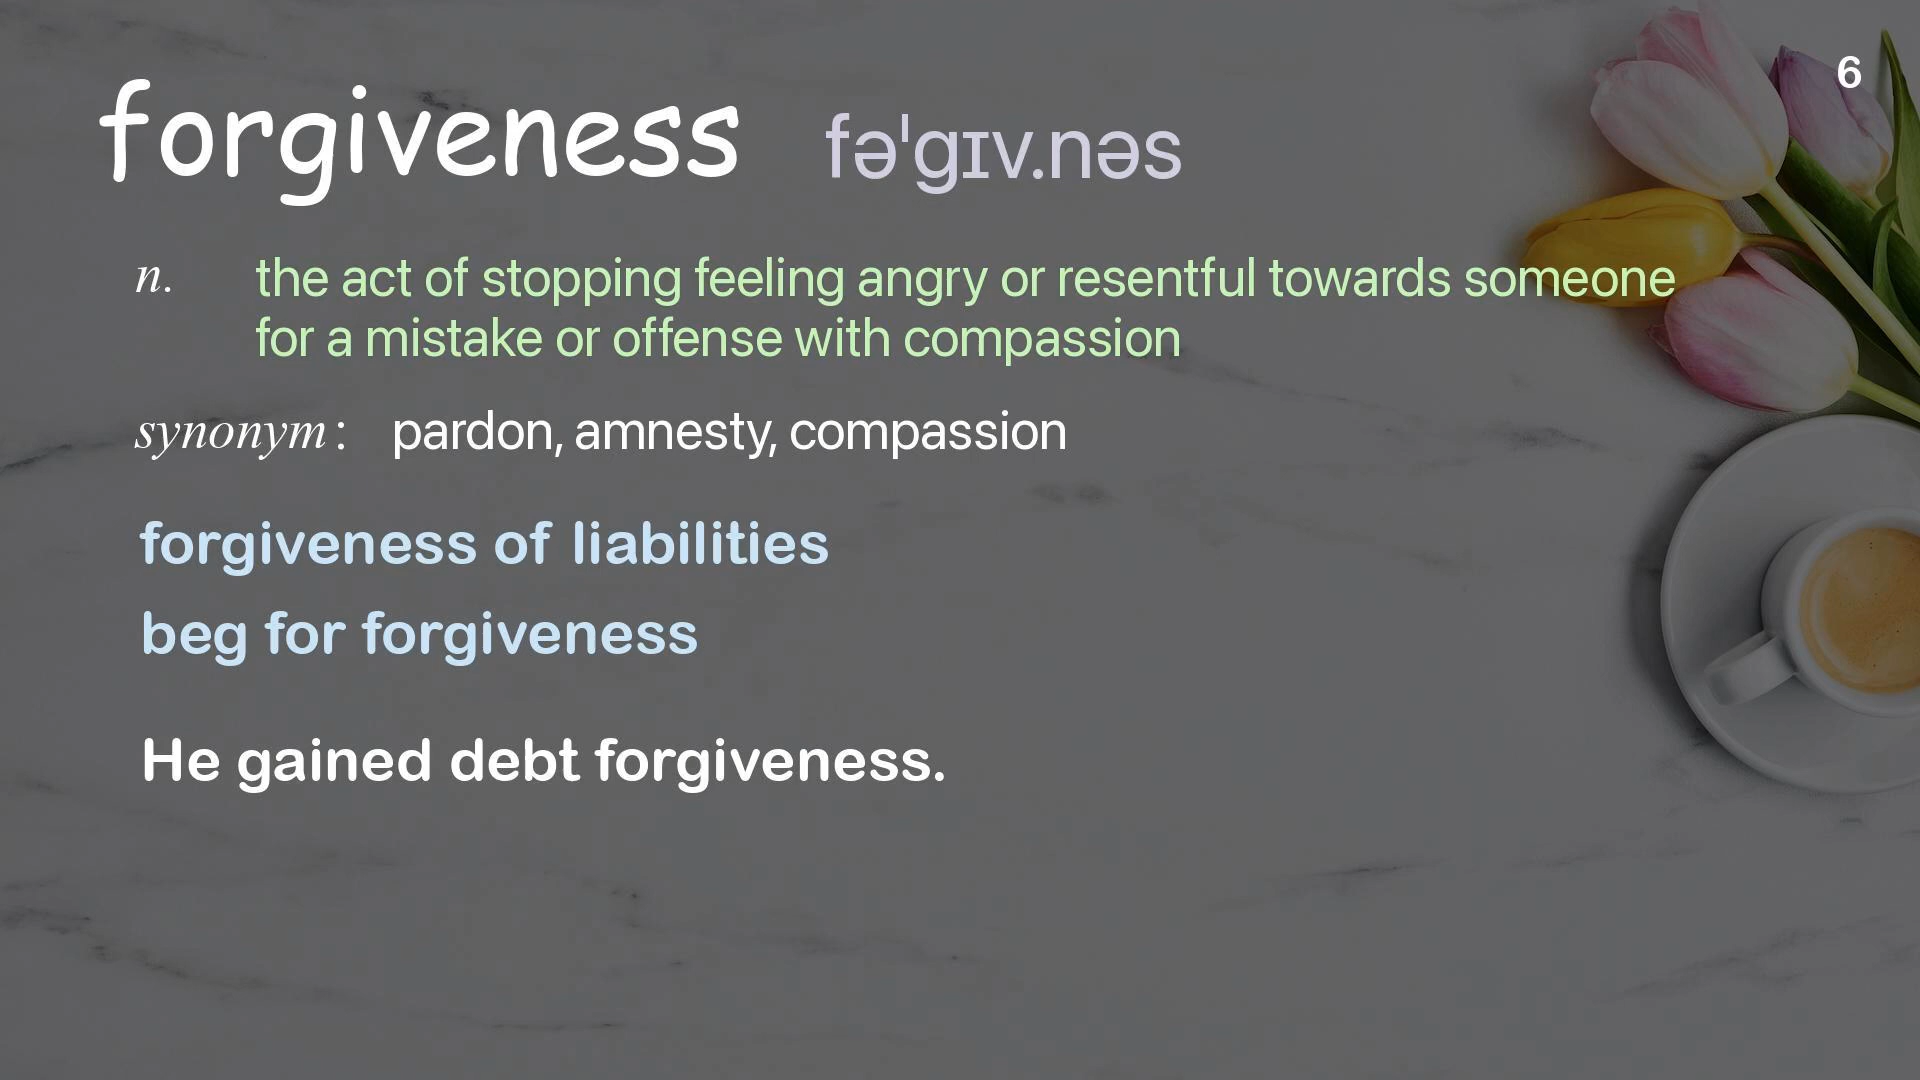 6
forgiveness fəˈɡɪv.nəs
n. the act of stopping feeling angry or resentful towards someone
for a mistake or offense with compassion
synonym: pardon, amnesty, compassion
forgiveness of liabilities
beg for forgiveness
He gained debt forgiveness.